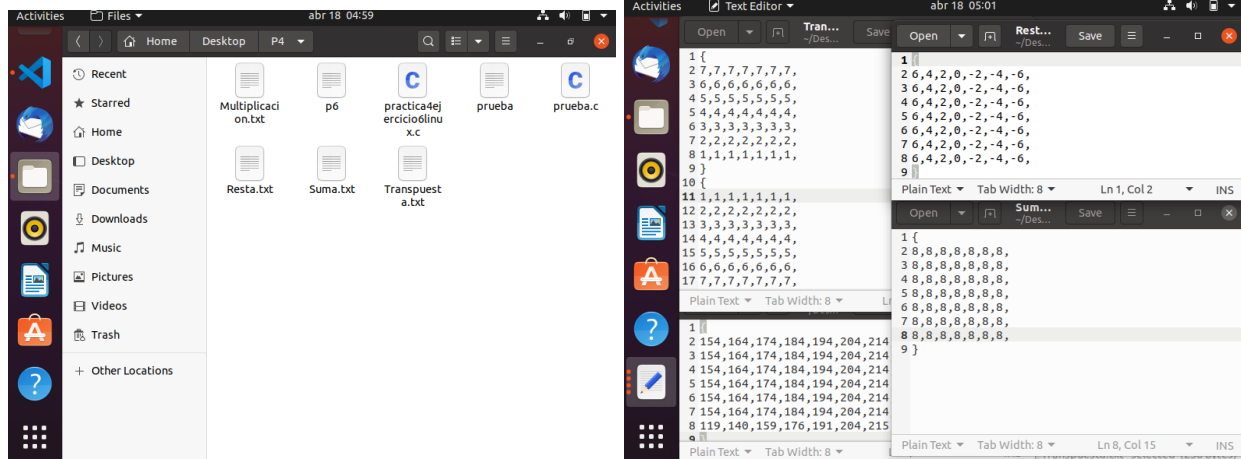 Activities
Files
abr 18 04:59
Home
Desktop
P4
Recent
Starred
Home
Desktop
Documents
Downloads
Music
Pictures
Videos
Trash
+ Other Locations
Multiplicaci
on.txt
p6
practica4ej
ercicio6linu
x.c
prueba
prueba.c
Resta.txt
Suma.txt
Transpuest
a.txt
Activities
Text Editor
abr 18 05:01
Open
Tran...
~/Des...
Save
1 {
2 7,7,7,7,7,7,7,
3 6,6,6,6,6,6,6,
4 5,5,5,5,5,5,5,
5 4,4,4,4,4,4,4,
6 3,3,3,3,3,3,3,
7 2,2,2,2,2,2,2,
8 1,1,1,1,1,1,1,
9 }
10 {
11 1,1,1,1,1,1,1,
12 2,2,2,2,2,2,2,
13 3,3,3,3,3,3,3,
14 4,4,4,4,4,4,4,
15 5,5,5,5,5,5,5,
16 6,6,6,6,6,6,6,
17 7,7,7,7,7,7,7,
Plain Text
Tab Width: 8
1 {
2 154,164,174,184,194,204,214
3 154,164,174,184,194,204,214
4 154,164,174,184,194,204,214
5 154,164,174,184,194,204,214
6 154,164,174,184,194,204,214
7 154,164,174,184,194,204,214
8 119,140,159,176,191,204,215
9 }
Plain Text
Tab Width: 8
Open
Rest...
~/Des...
Save
1 {
2 6,4,2,0,-2,-4,-6,
3 6,4,2,0,-2,-4,-6,
4 6,4,2,0,-2,-4,-6,
5 6,4,2,0,-2,-4,-6,
6 6,4,2,0,-2,-4,-6,
7 6,4,2,0,-2,-4,-6,
8 6,4,2,0,-2,-4,-6,
9 }
Plain Text
Tab Width: 8
Ln 1, Col 2
INS
Open
Sum...
~/Des...
Save
1 {
2 8,8,8,8,8,8,8,
3 8,8,8,8,8,8,8,
4 8,8,8,8,8,8,8,
5 8,8,8,8,8,8,8,
6 8,8,8,8,8,8,8,
7 8,8,8,8,8,8,8,
8 8,8,8,8,8,8,8,
9 }
Plain Text
Tab Width: 8
Ln 8, Col 15
INS